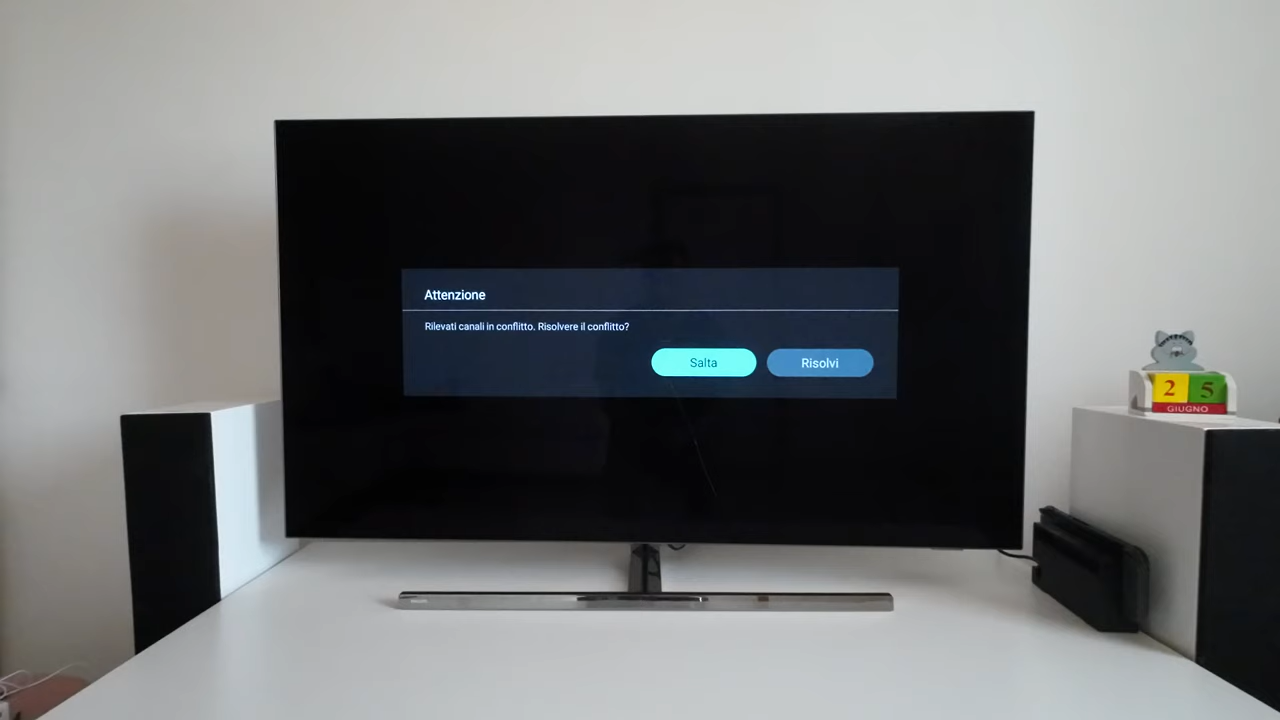 Attenzione
Rilevati canali in conflitto. Risolvere il conflitto?
Salta
Risolvi
2 5
GIUGNO